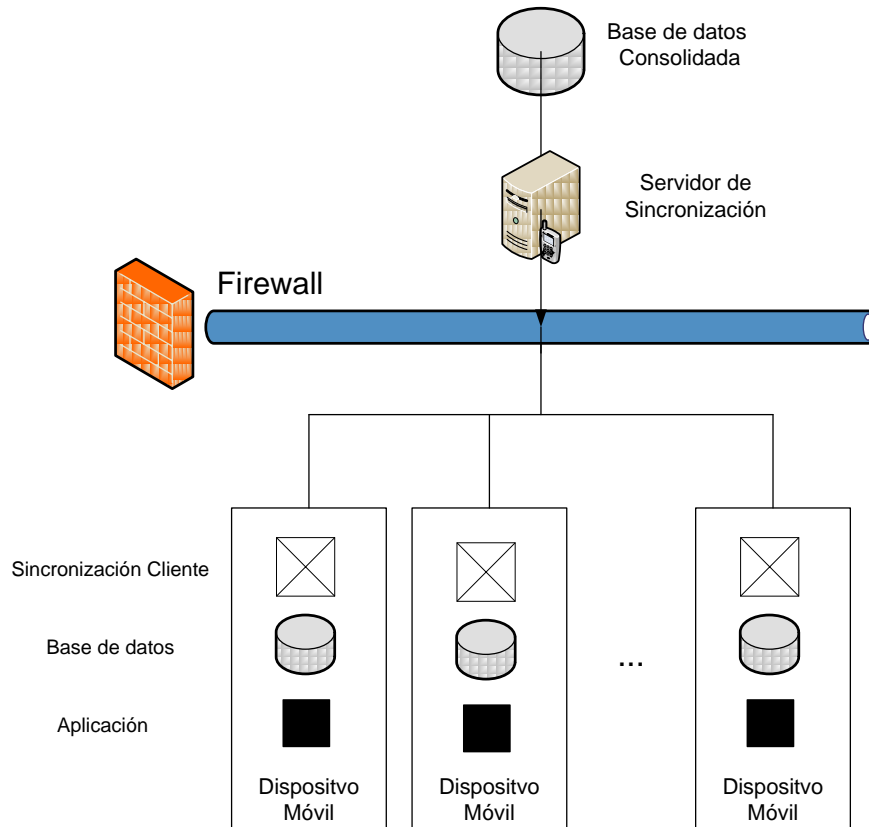 Base de datos
Consolidada
Servidor de
Sincronización
Firewall
Sincronización Cliente
Base de datos
...
Aplicación
Dispositvo
Móvil
Dispositvo
Móvil
Dispositvo
Móvil